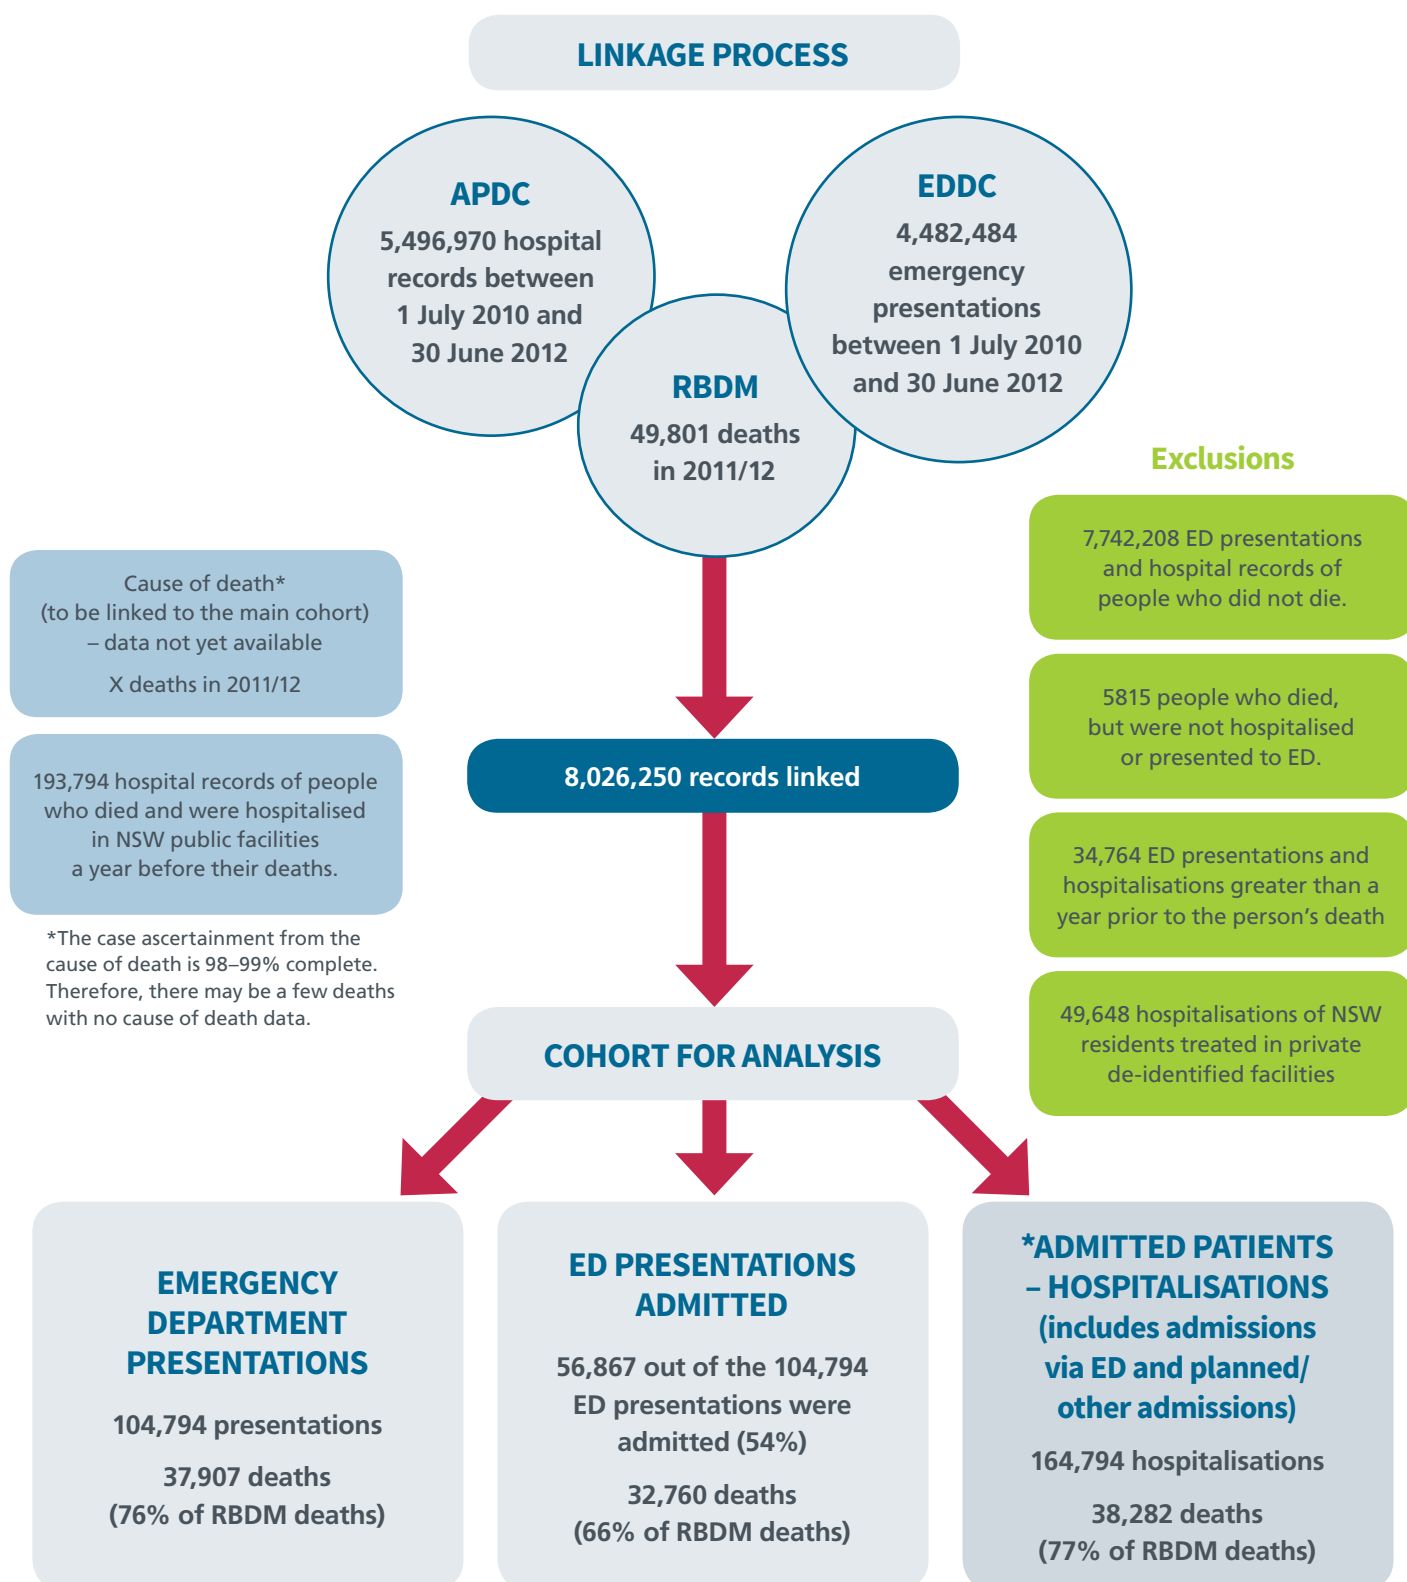 LINKAGE PROCESS
APDC
5,496,970 hospital
records between
1 July 2010 and
30 June 2012
EDDC
4,482,484
emergency
presentations
between 1 July 2010
and 30 June 2012
RBDM
49,801 deaths
in 2011/12
Exclusions
7,742,208 ED presentations
and hospital records of
people who did not die.
5815 people who died,
but were not hospitalised
or presented to ED.
34,764 ED presentations and
hospitalisations greater than a
year prior to the person’s death
49,648 hospitalisations of NSW
residents treated in private
de-identified facilities
Cause of death*
(to be linked to the main cohort)
– data not yet available
X deaths in 2011/12
193,794 hospital records of people
who died and were hospitalised
in NSW public facilities
a year before their deaths.
*The case ascertainment from the
cause of death is 98–99% complete.
Therefore, there may be a few deaths
with no cause of death data.
8,026,250 records linked
COHORT FOR ANALYSIS
EMERGENCY
DEPARTMENT
PRESENTATIONS
104,794 presentations
37,907 deaths
(76% of RBDM deaths)
ED PRESENTATIONS
ADMITTED
56,867 out of the 104,794
ED presentations were
admitted (54%)
32,760 deaths
(66% of RBDM deaths)
*ADMITTED PATIENTS
– HOSPITALISATIONS
(includes admissions
via ED and planned/
other admissions)
164,794 hospitalisations
38,282 deaths
(77% of RBDM deaths)